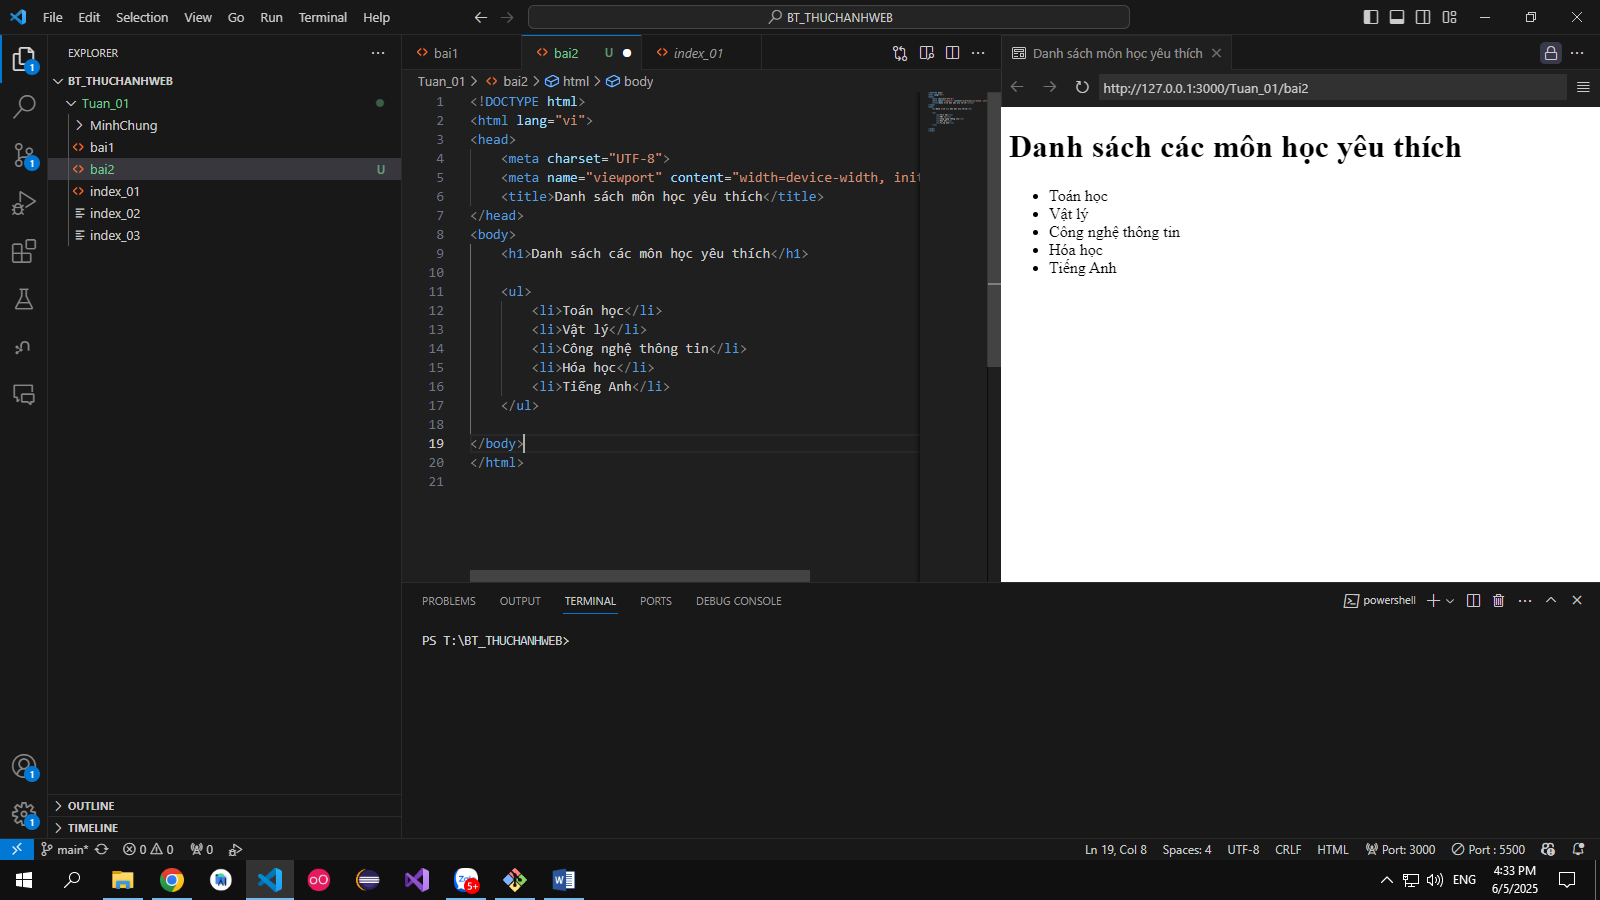 File Edit Selection View Go Run Terminal Help
BT_THUCHANHWEB
EXPLORER
BT_THUCHANHWEB
Tuan_01
MinhChung
bai1
bai2 U
index_01
index_02
index_03
OUTLINE
TIMELINE
bai1
bai2 U
index_01
Tuan_01 > bai2 > html > body
1 <!DOCTYPE html>
2 <html lang="vi">
3 <head>
4 <meta charset="UTF-8">
5 <meta name="viewport" content="width=device-width, init
6 <title>Danh sách môn học yêu thích</title>
7 </head>
8 <body>
9 <h1>Danh sách các môn học yêu thích</h1>
10
11 <ul>
12 <li>Toán học</li>
13 <li>Vật lý</li>
14 <li>Công nghệ thông tin</li>
15 <li>Hóa học</li>
16 <li>Tiếng Anh</li>
17 </ul>
18
19 </body>
20 </html>
21
Danh sách môn học yêu thích
http://127.0.0.1:3000/Tuan_01/bai2
Danh sách các môn học yêu thích
Toán học
Vật lý
Công nghệ thông tin
Hóa học
Tiếng Anh
PROBLEMS OUTPUT TERMINAL PORTS DEBUG CONSOLE
powershell
PS T:\BT_THUCHANHWEB>
1
1
1
1
main* 0 0 0
Ln 19, Col 8 Spaces: 4 UTF-8 CRLF HTML Port: 3000 Port : 5500
Zalo 5+
ENG
4:33 PM
6/5/2025